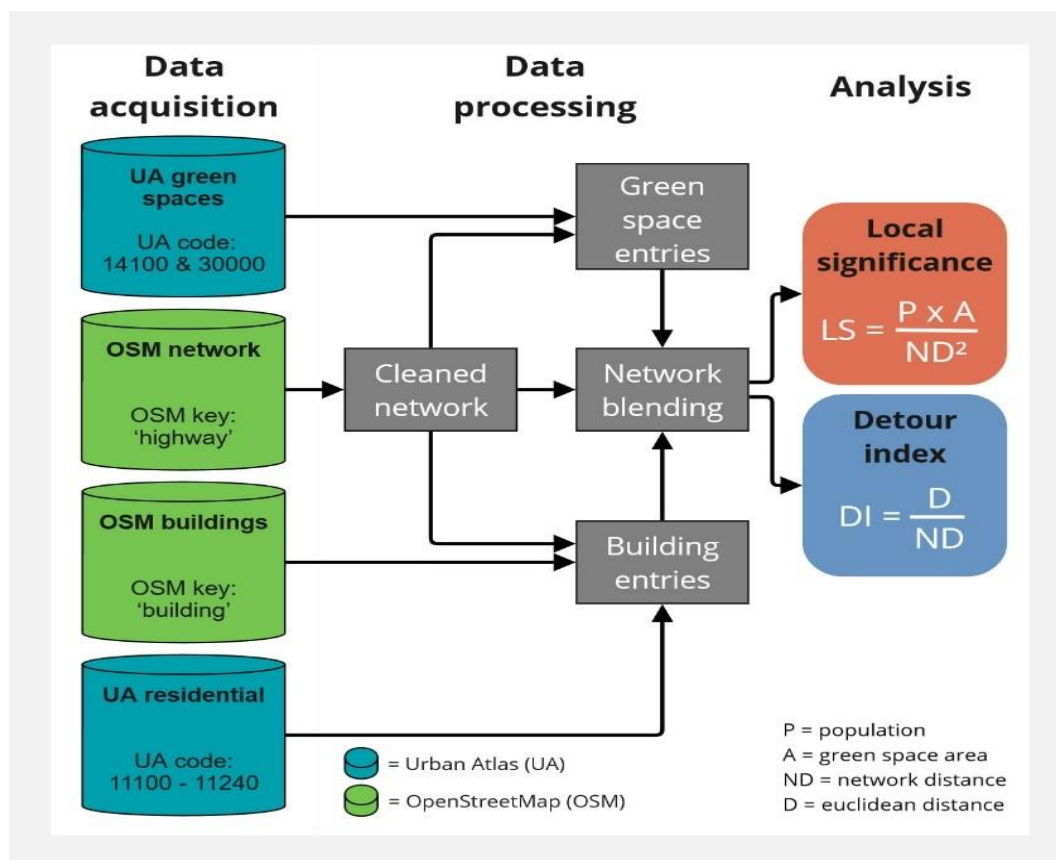 Data
acquisition
Data
processing
Analysis
UA green
spaces
UA code:
14100 & 30000
OSM network
OSM key:
‘highway’
OSM buildings
OSM key:
‘building’
UA residential
UA code:
11100 - 11240
Cleaned
network
Green
space
entries
Network
blending
Building
entries
Local
significance
LS = P x A / ND²
Detour
index
DI = D / ND
= Urban Atlas (UA)
= OpenStreetMap (OSM)
P = population
A = green space area
ND = network distance
D = euclidean distance